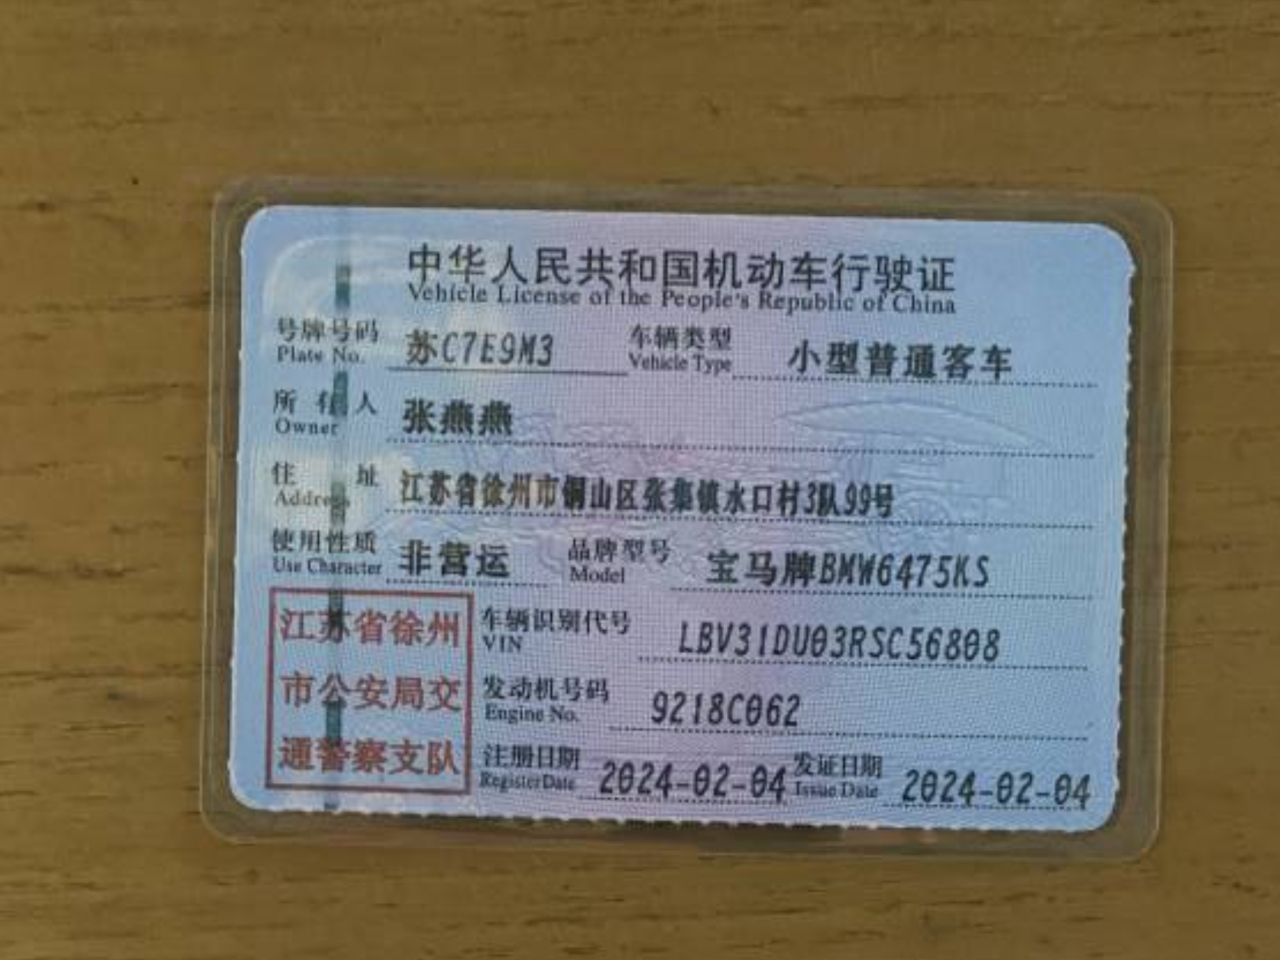 中华人民共和国机动车行驶证
Vehicle License of the People's Republic of China
号牌号码 苏C7E9M3 车辆类型 小型普通客车
Plate No. Vehicle Type
所有人 张燕燕
Owner
住址 江苏省徐州市铜山区张集镇水口村3队99号
Address
使用性质 非营运 品牌型号 宝马牌BMW6475KS
Use Character Model
江苏省徐州
市公安局交
通警察支队
车辆识别代号 LBV31DU03RSC56808
VIN
发动机号码 9218C062
Engine No.
注册日期 2024-02-04 发证日期 2024-02-04
Register Date Issue Date